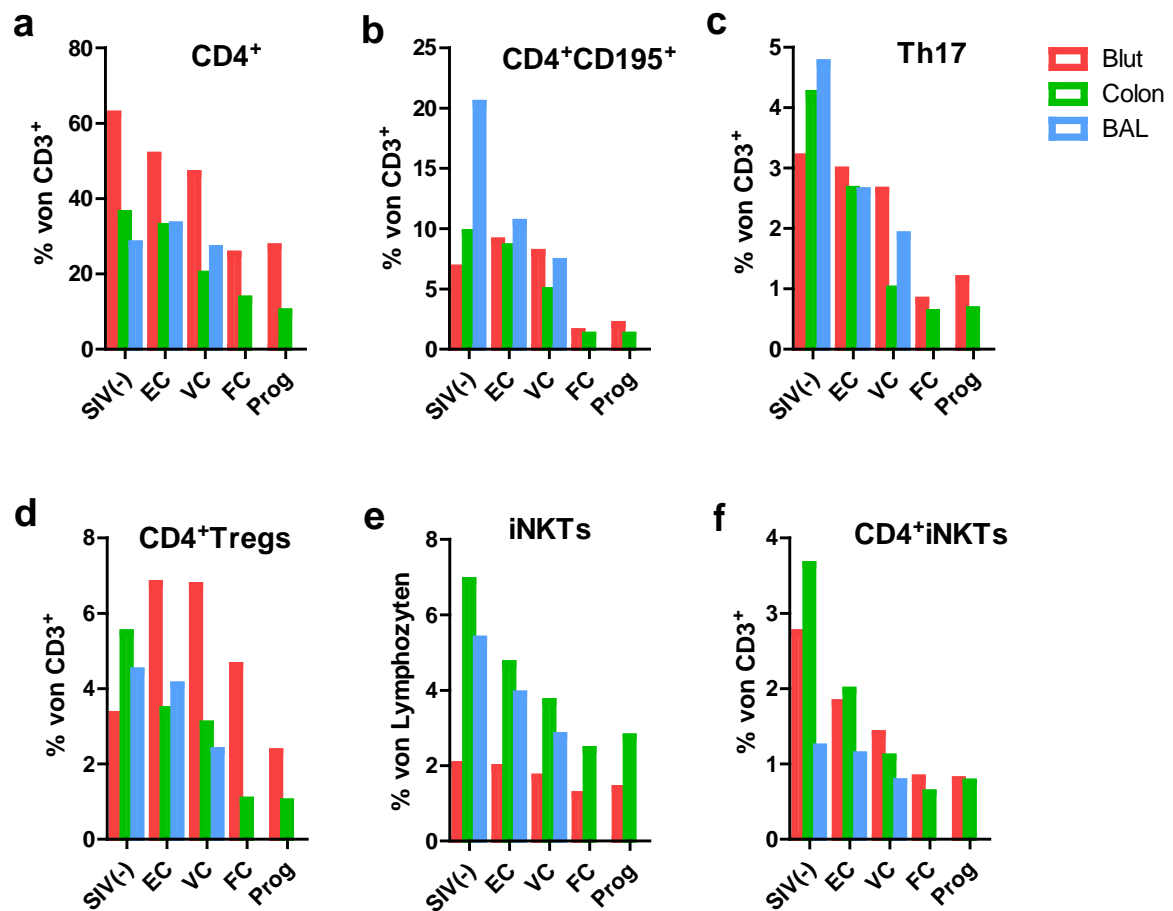 a
CD4+
% von CD3+
80
60
40
20
0
SIV(-) EC VC FC Prog
b
CD4+CD195+
% von CD3+
25
20
15
10
5
0
SIV(-) EC VC FC Prog
c
Th17
% von CD3+
5
4
3
2
1
0
SIV(-) EC VC FC Prog
Blut
Colon
BAL
d
CD4+Tregs
% von CD3+
8
6
4
2
0
SIV(-) EC VC FC Prog
e
iNKTs
% von Lymphozyten
8
6
4
2
0
SIV(-) EC VC FC Prog
f
CD4+iNKTs
% von CD3+
4
3
2
1
0
SIV(-) EC VC FC Prog